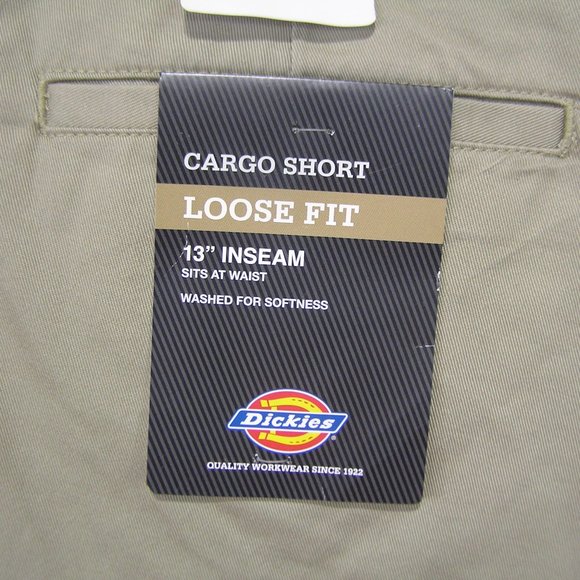 CARGO SHORT
LOOSE FIT
13” INSEAM
SITS AT WAIST
WASHED FOR SOFTNESS
Dickies
QUALITY WORKWEAR SINCE 1922